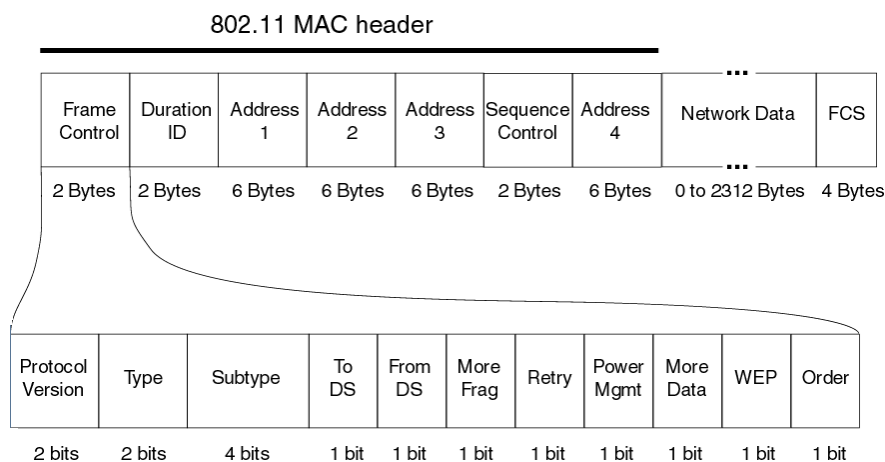 802.11 MAC header
...
Frame Control
Duration ID
Address 1
Address 2
Address 3
Sequence Control
Address 4
Network Data
FCS
...
2 Bytes
2 Bytes
6 Bytes
6 Bytes
6 Bytes
2 Bytes
6 Bytes
0 to 2312 Bytes
4 Bytes
Protocol Version
Type
Subtype
To DS
From DS
More Frag
Retry
Power Mgmt
More Data
WEP
Order
2 bits
2 bits
4 bits
1 bit
1 bit
1 bit
1 bit
1 bit
1 bit
1 bit
1 bit